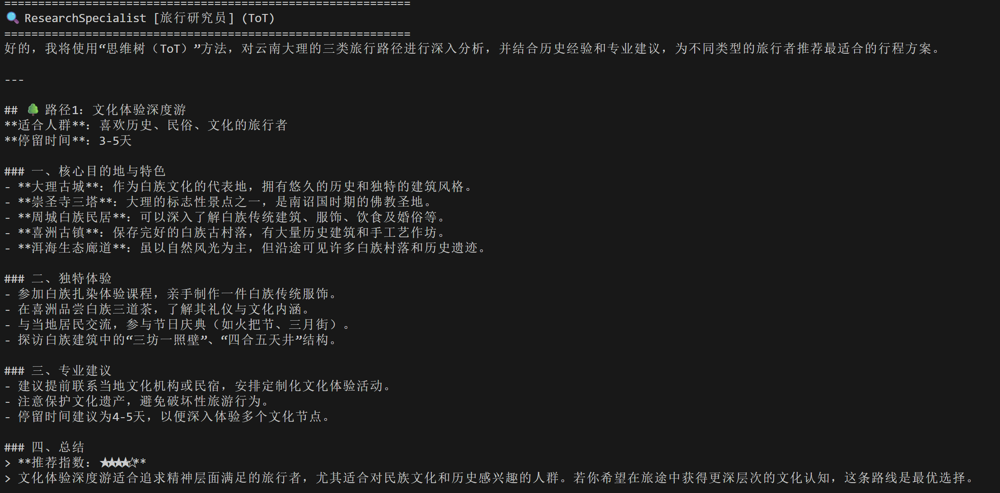 ============================================================
🔍 ResearchSpecialist [旅行研究员] (ToT)
============================================================
好的，我将使用“思维树（ToT）”方法，对云南大理的三类旅行路径进行深入分析，并结合历史经验和专业建议，为不同类型的旅行者推荐最适合的行程方案。
---
## 🌳 路径1：文化体验深度游
**适合人群**：喜欢历史、民俗、文化的旅行者
**停留时间**：3-5天
### 一、核心目的地与特色
- **大理古城**：作为白族文化的代表地，拥有悠久的历史和独特的建筑风格。
- **崇圣寺三塔**：大理的标志性景点之一，是南诏国时期的佛教圣地。
- **周城白族民居**：可以深入了解白族传统建筑、服饰、饮食及婚俗等。
- **喜洲古镇**：保存完好的白族古村落，有大量历史建筑和手工艺作坊。
- **洱海生态廊道**：虽以自然风光为主，但沿途可见许多白族村落和历史遗迹。
### 二、独特体验
- 参加白族扎染体验课程，亲手制作一件白族传统服饰。
- 在喜洲品尝白族三道茶，了解其礼仪与文化内涵。
- 与当地居民交流，参与节日庆典（如火把节、三月街）。
- 探访白族建筑中的“三坊一照壁”、“四合五天井”结构。
### 三、专业建议
- 建议提前联系当地文化机构或民宿，安排定制化文化体验活动。
- 注意保护文化遗产，避免破坏性旅游行为。
- 停留时间建议为4-5天，以便深入体验多个文化节点。
### 四、总结
> **推荐指数：★★★★☆**
> 文化体验深度游适合追求精神层面满足的旅行者，尤其适合对民族文化和历史感兴趣的人群。若你希望在旅途中获得更深层次的文化认知，这条路线是最优选择。